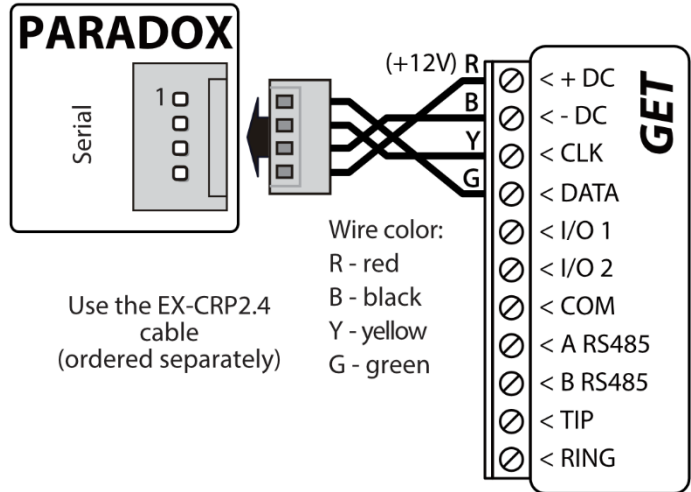 PARADOX
Serial
1
(+12V) R
B
Y
G
< + DC
< - DC
< CLK
< DATA
< I/O 1
< I/O 2
< COM
< A RS485
< B RS485
< TIP
< RING
GET
Wire color:
R - red
B - black
Y - yellow
G - green
Use the EX-CRP2.4
cable
(ordered separately)